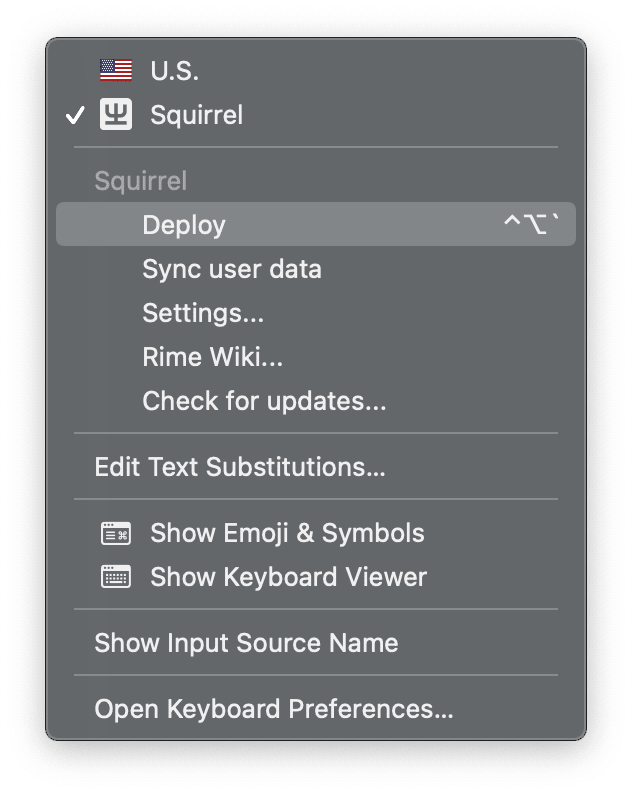 U.S.
Squirrel
Squirrel
Deploy ⌃⌥`
Sync user data
Settings...
Rime Wiki...
Check for updates...
Edit Text Substitutions...
Show Emoji & Symbols
Show Keyboard Viewer
Show Input Source Name
Open Keyboard Preferences...